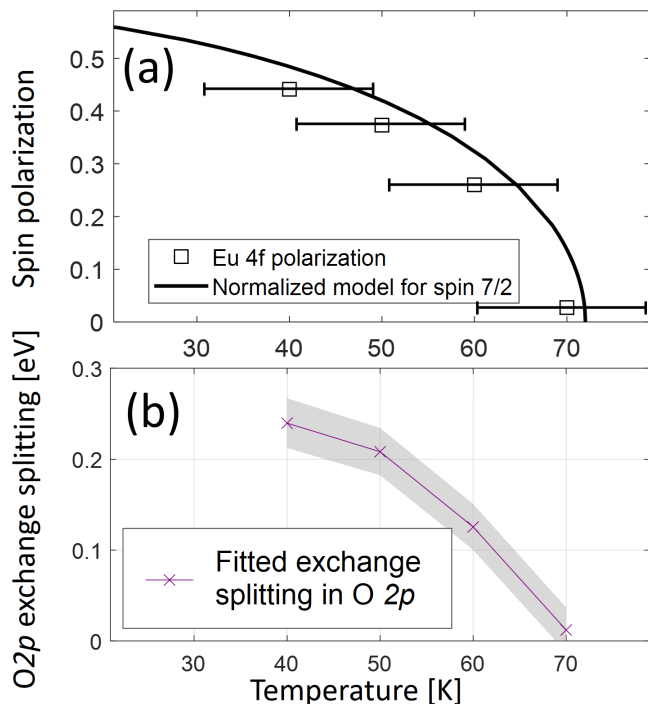 (a)
Spin polarization
0.5
0.4
0.3
0.2
0.1
0
Eu 4f polarization
Normalized model for spin 7/2
30 40 50 60 70
(b)
O2p exchange splitting [eV]
0.3
0.2
0.1
0
Fitted exchange
splitting in O 2p
30 40 50 60 70
Temperature [K]